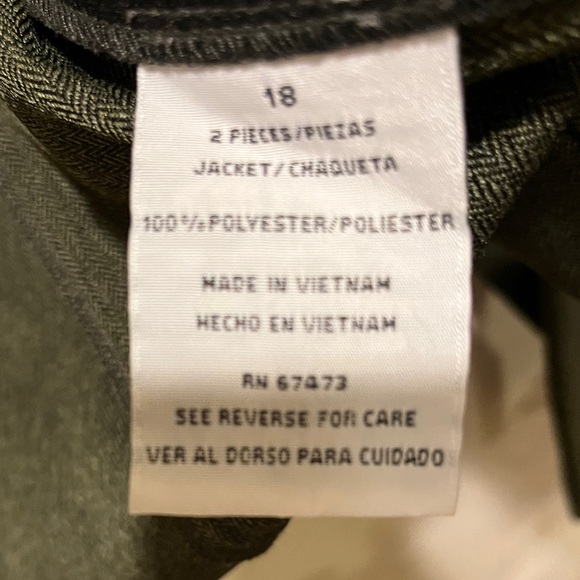 18
2 PIECES/PIEZAS
JACKET/CHAQUETA
100%POLYESTER/POLIESTER
MADE IN VIETNAM
HECHO EN VIETNAM
RN 67473
SEE REVERSE FOR CARE
VER AL DORSO PARA CUIDADO